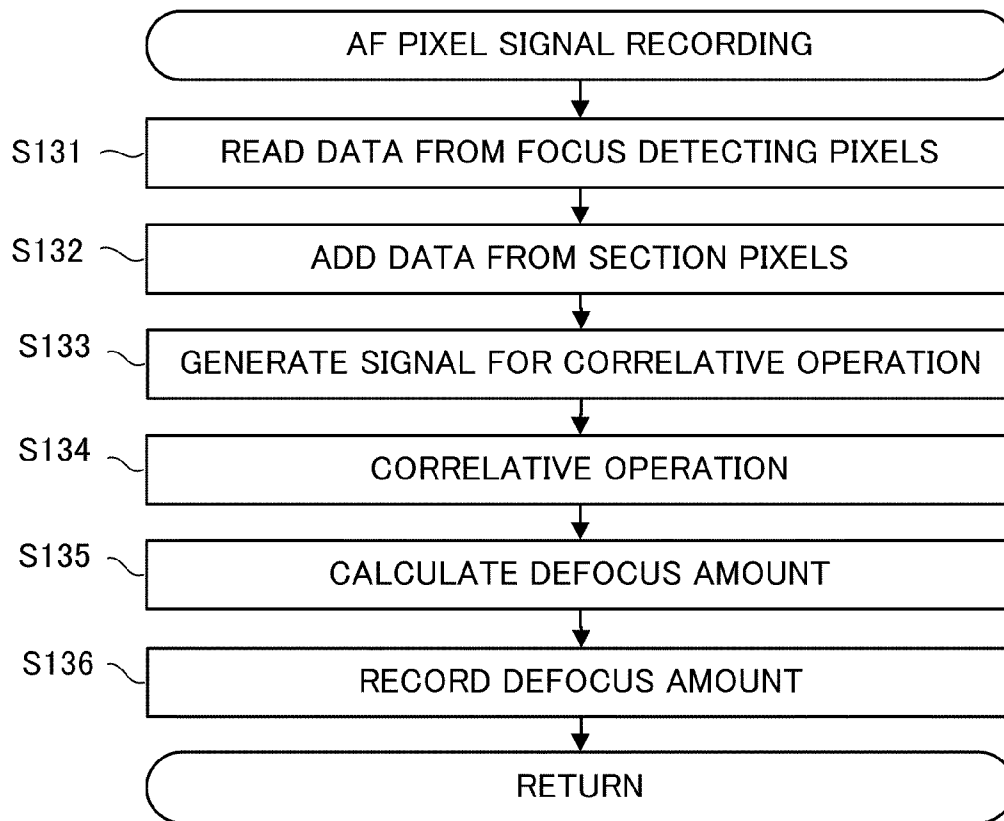 AF PIXEL SIGNAL RECORDING
S131 READ DATA FROM FOCUS DETECTING PIXELS
S132 ADD DATA FROM SECTION PIXELS
S133 GENERATE SIGNAL FOR CORRELATIVE OPERATION
S134 CORRELATIVE OPERATION
S135 CALCULATE DEFOCUS AMOUNT
S136 RECORD DEFOCUS AMOUNT
RETURN